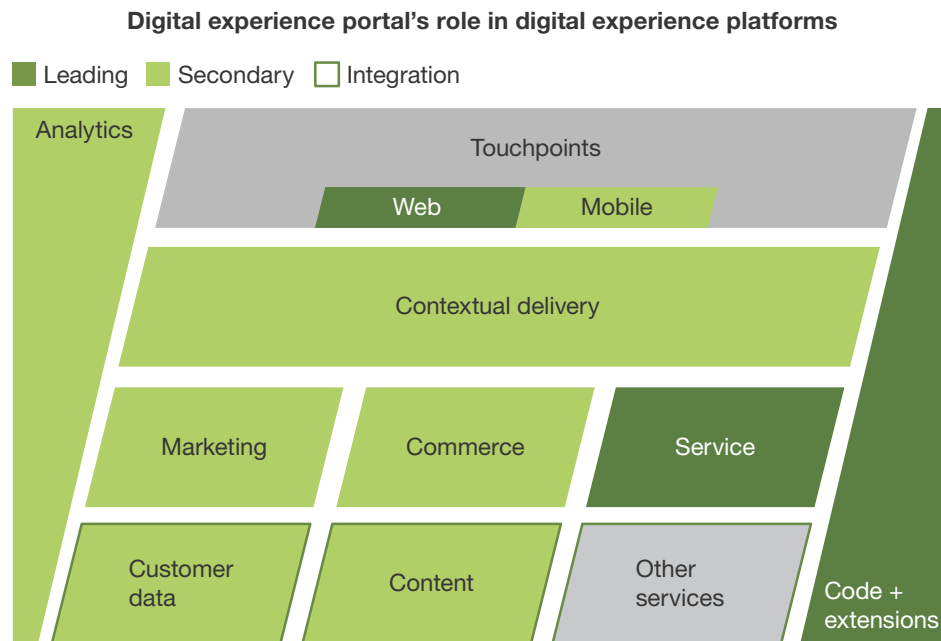 Digital experience portal’s role in digital experience platforms
Leading
Secondary
Integration
Analytics
Touchpoints
Web
Mobile
Contextual delivery
Marketing
Commerce
Service
Customer
data
Content
Other
services
Code +
extensions